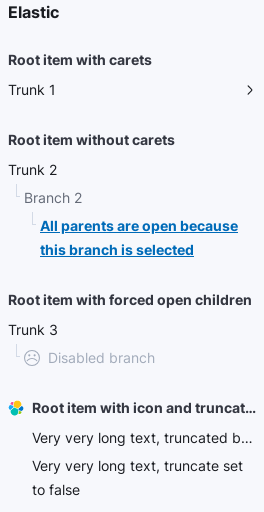 Elastic
Root item with carets
Trunk 1
Root item without carets
Trunk 2
Branch 2
All parents are open because
this branch is selected
Root item with forced open children
Trunk 3
Disabled branch
Root item with icon and truncat...
Very very long text, truncated b...
Very very long text, truncate set
to false